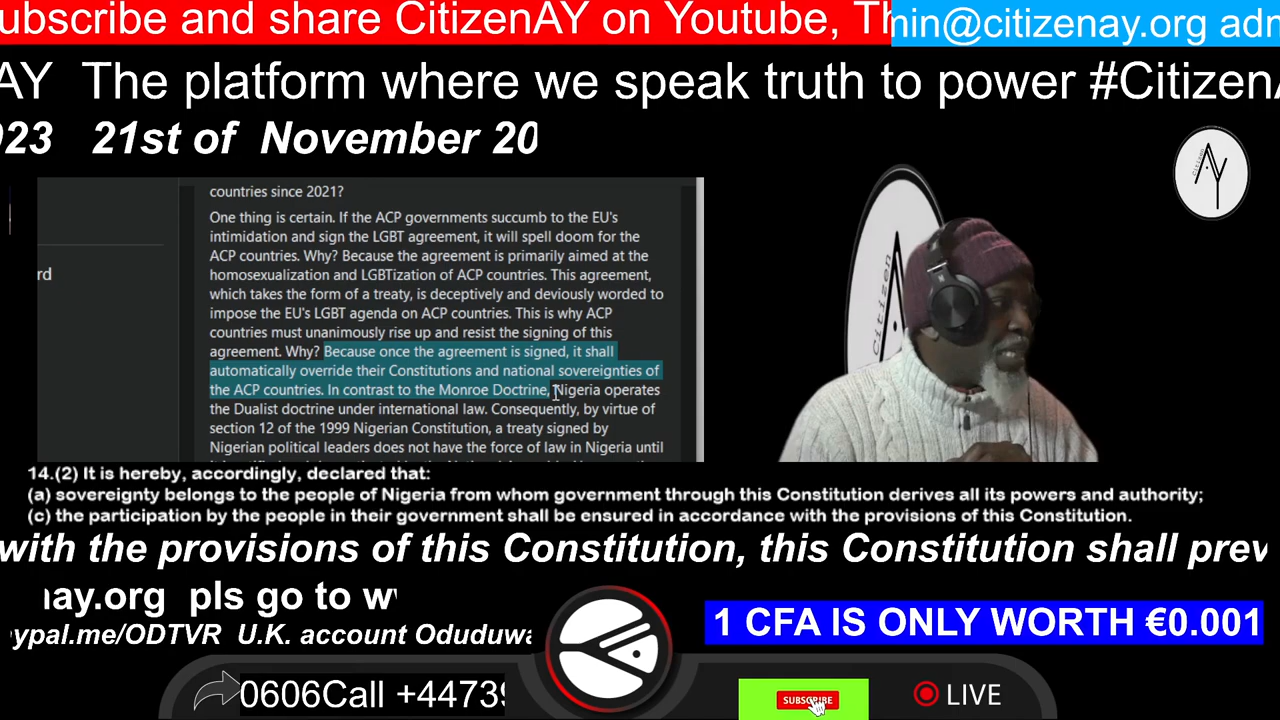 ubscribe and share CitizenAY on Youtube, Th
nin@citizenay.org adn
AY The platform where we speak truth to power #CitizenA
023 21st of November 20
countries since 2021?
One thing is certain. If the ACP governments succumb to the EU's
intimidation and sign the LGBT agreement, it will spell doom for the
ACP countries. Why? Because the agreement is primarily aimed at the
homosexualization and LGBTization of ACP countries. This agreement,
which takes the form of a treaty, is deceptively and deviously worded to
impose the EU's LGBT agenda on ACP countries. This is why ACP
countries must unanimously rise up and resist the signing of this
agreement. Why? Because once the agreement is signed, it shall
automatically override their Constitutions and national sovereignties of
the ACP countries. In contrast to the Monroe Doctrine, Nigeria operates
the Dualist doctrine under international law. Consequently, by virtue of
section 12 of the 1999 Nigerian Constitution, a treaty signed by
Nigerian political leaders does not have the force of law in Nigeria until
rd
Citizen
AY
14.(2) It is hereby, accordingly, declared that:
(a) sovereignty belongs to the people of Nigeria from whom government through this Constitution derives all its powers and authority;
(c) the participation by the people in their government shall be ensured in accordance with the provisions of this Constitution.
with the provisions of this Constitution, this Constitution shall prev
nay.org pls go to w
ypal.me/ODTVR U.K. account Oduduwa
1 CFA IS ONLY WORTH €0.001
0606Call +44739
SUBSCRIBE
LIVE